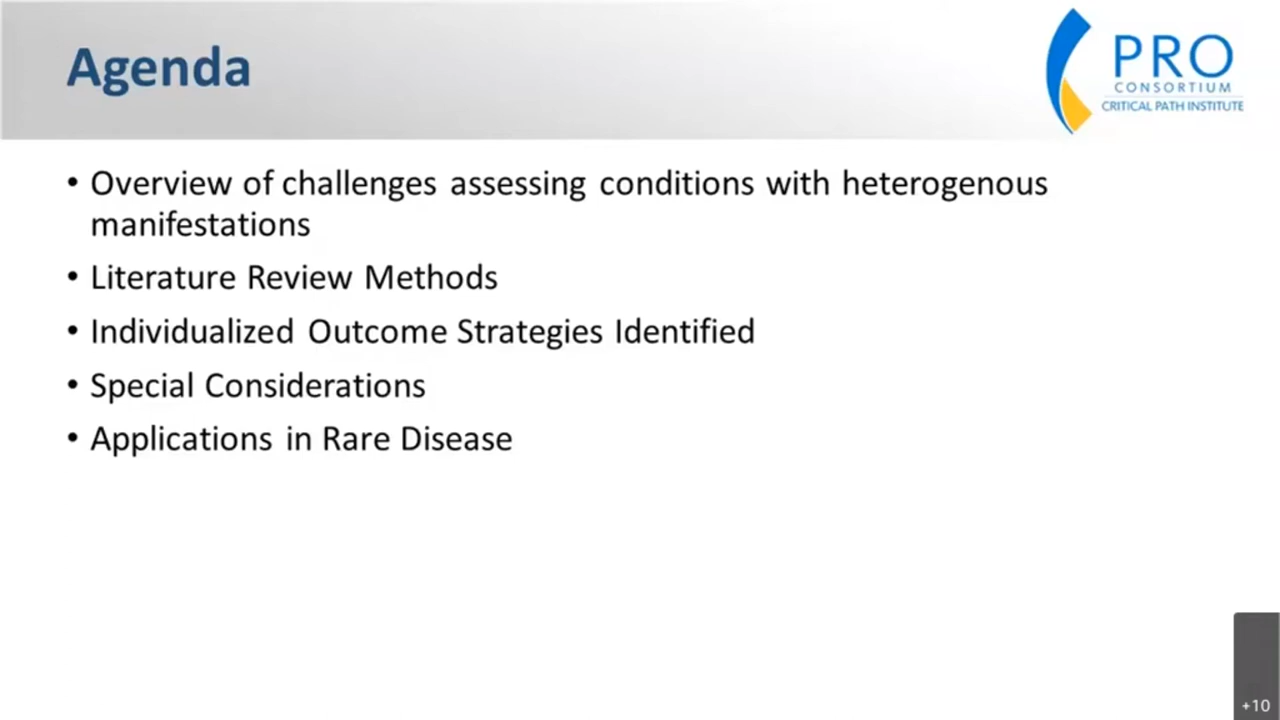 Agenda
PRO
CONSORTIUM
CRITICAL PATH INSTITUTE
• Overview of challenges assessing conditions with heterogenous
manifestations
• Literature Review Methods
• Individualized Outcome Strategies Identified
• Special Considerations
• Applications in Rare Disease
+10